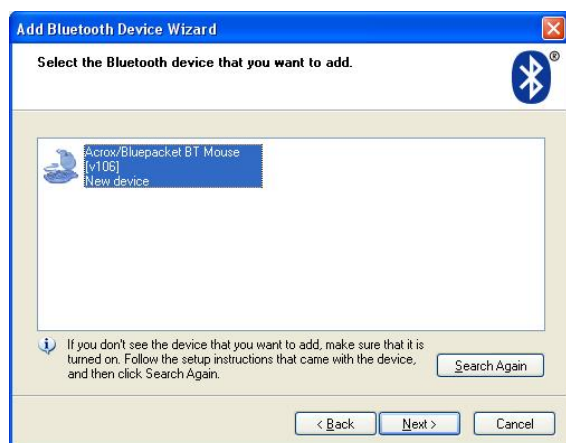 Add Bluetooth Device Wizard
Select the Bluetooth device that you want to add.
®
Acrox/Bluepacket BT Mouse
[v106]
New device
If you don't see the device that you want to add, make sure that it is
turned on. Follow the setup instructions that came with the device,
and then click Search Again.
Search Again
< Back
Next >
Cancel